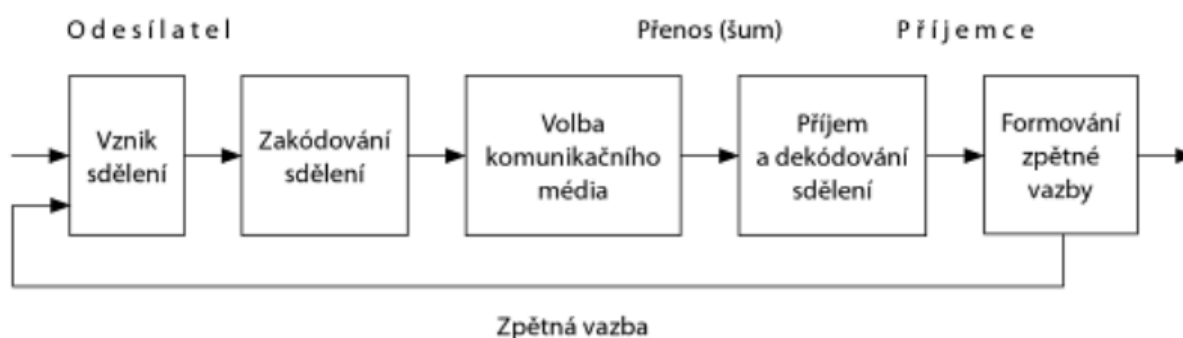 Odesílatel
Přenos (šum)
Příjemce
Vznik
sdělení
Zakódování
sdělení
Volba
komunikačního
média
Příjem
a dekódování
sdělení
Formování
zpětné
vazby
Zpětná vazba